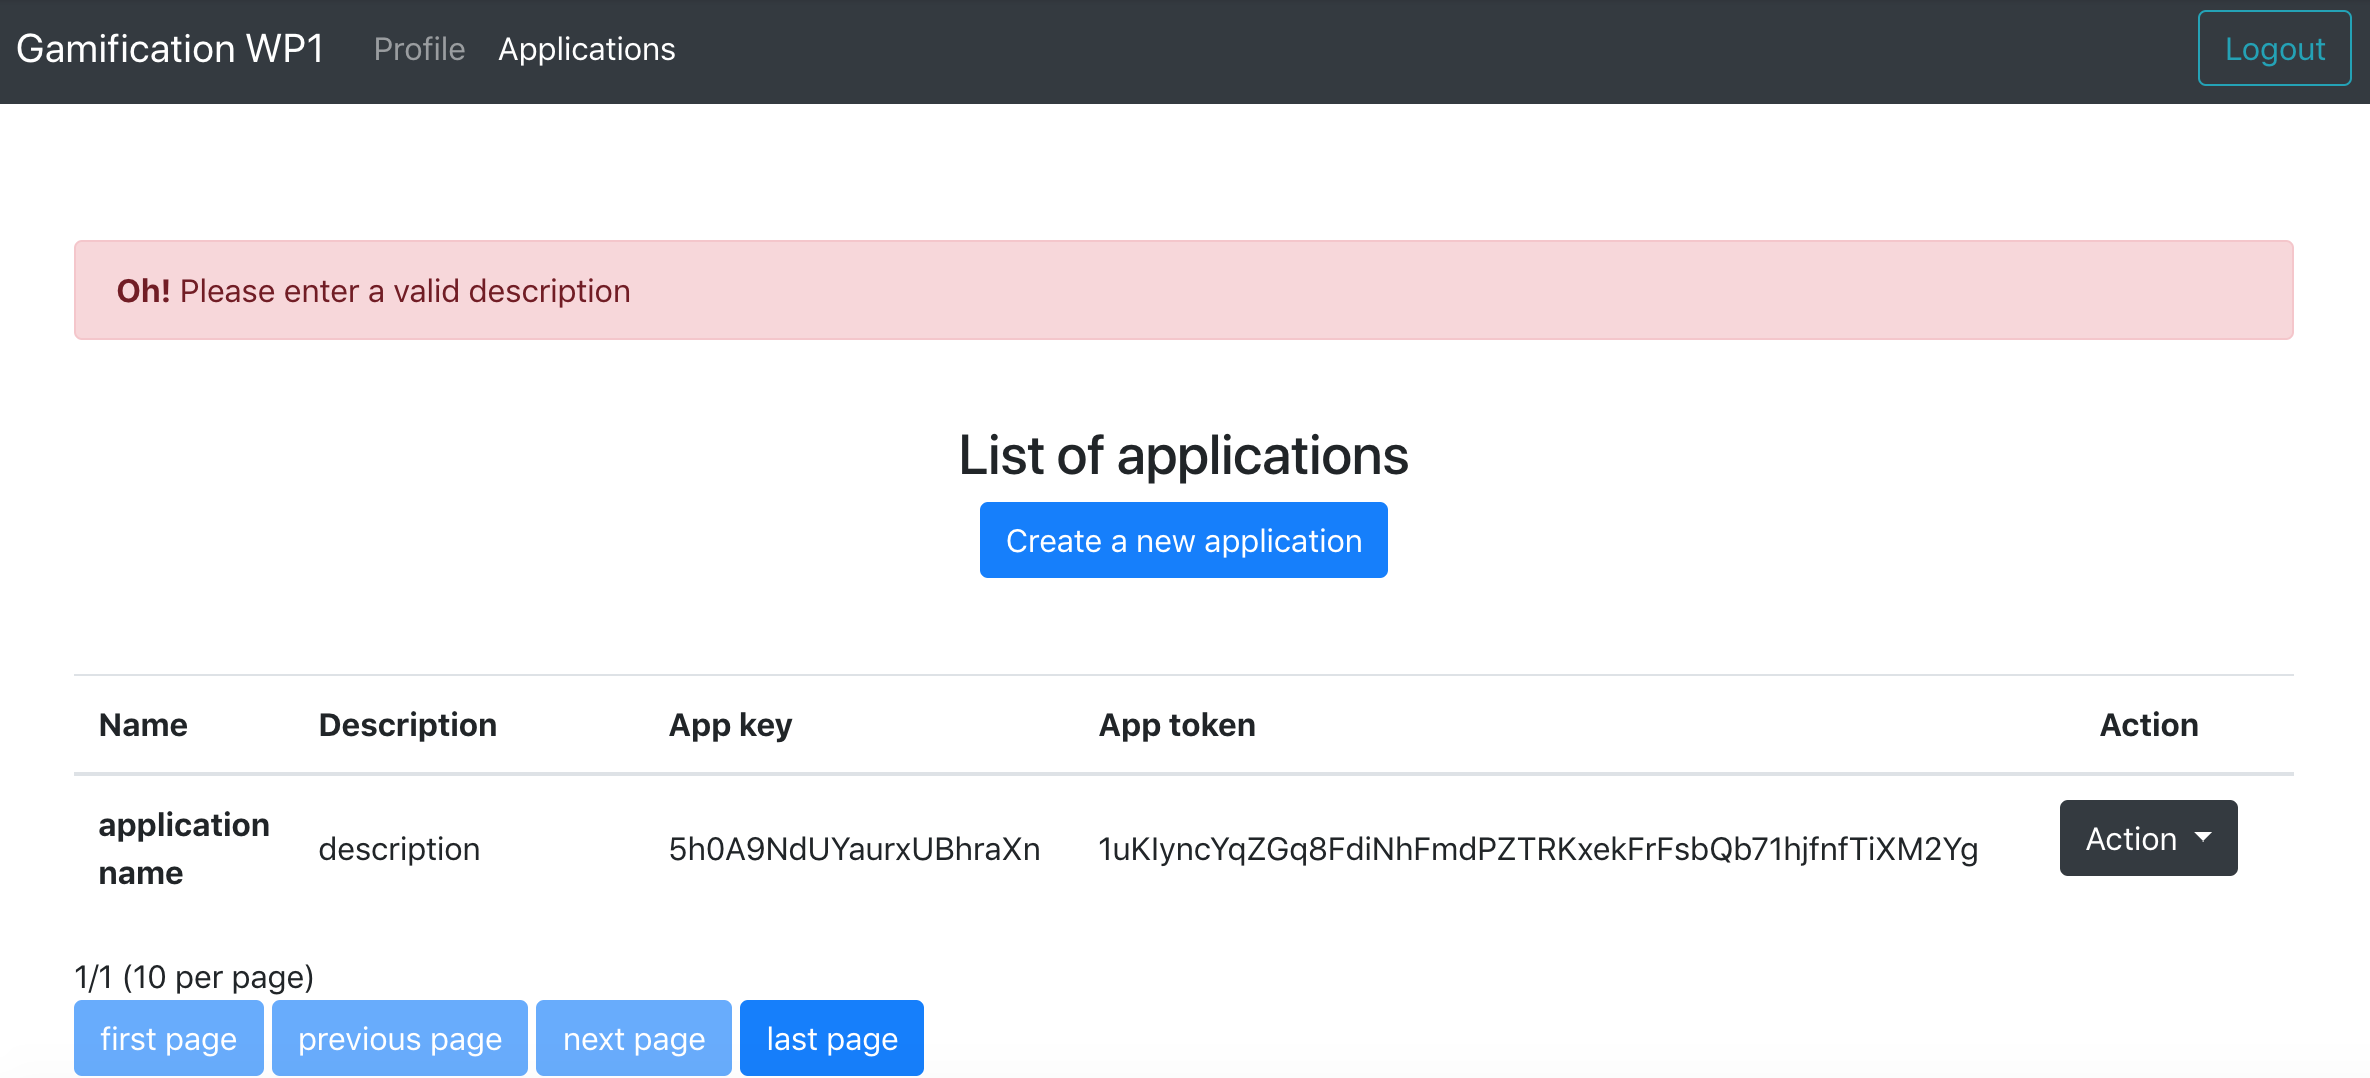 Gamification WP1 Profile Applications Logout
Oh! Please enter a valid description
List of applications
Create a new application
Name Description App key App token Action
application name description 5h0A9NdUYaurxUBhraXn 1uKIyncYqZGq8FdiNhFmdPZTRKxekFrFsbQb71hjfnfTiXM2Yg Action
1/1 (10 per page)
first page previous page next page last page